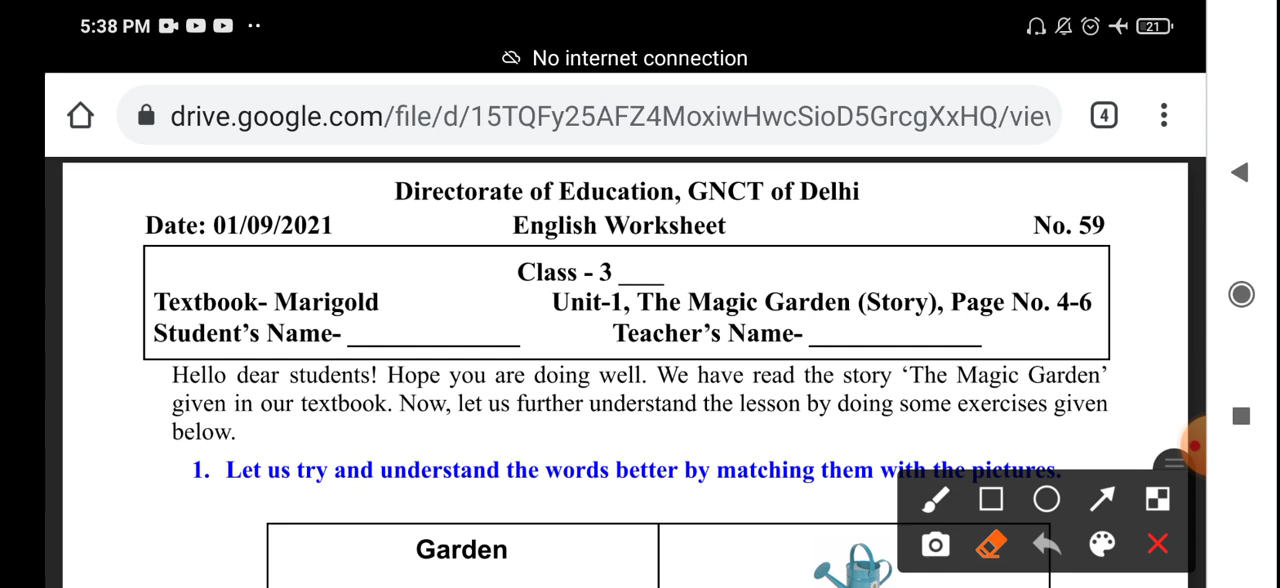 5:38 PM
21
No internet connection
drive.google.com/file/d/15TQFy25AFZ4MoxiwHwcSioD5GrcgXxHQ/view
4
Directorate of Education, GNCT of Delhi
Date: 01/09/2021 English Worksheet No. 59
Class - 3 ___
Textbook- Marigold Unit-1, The Magic Garden (Story), Page No. 4-6
Student’s Name- _____________ Teacher’s Name- _____________
Hello dear students! Hope you are doing well. We have read the story ‘The Magic Garden’
given in our textbook. Now, let us further understand the lesson by doing some exercises given
below.
1. Let us try and understand the words better by matching them with the pictures.
Garden